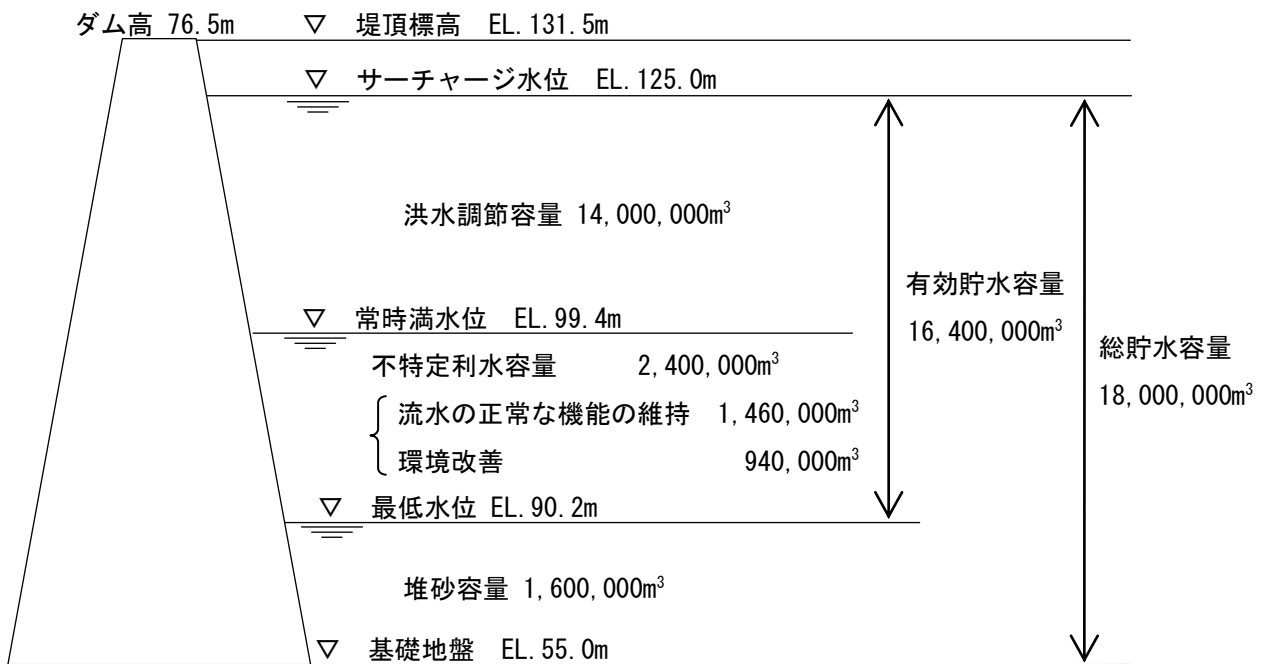 ダム高 76.5m ▽ 堤頂標高 EL.131.5m
▽ サーチャージ水位 EL.125.0m
洪水調節容量 14,000,000m³
有効貯水容量
16,400,000m³
総貯水容量
18,000,000m³
▽ 常時満水位 EL.99.4m
不特定利水容量 2,400,000m³
流水の正常な機能の維持 1,460,000m³
環境改善 940,000m³
▽ 最低水位 EL.90.2m
堆砂容量 1,600,000m³
▽ 基礎地盤 EL.55.0m